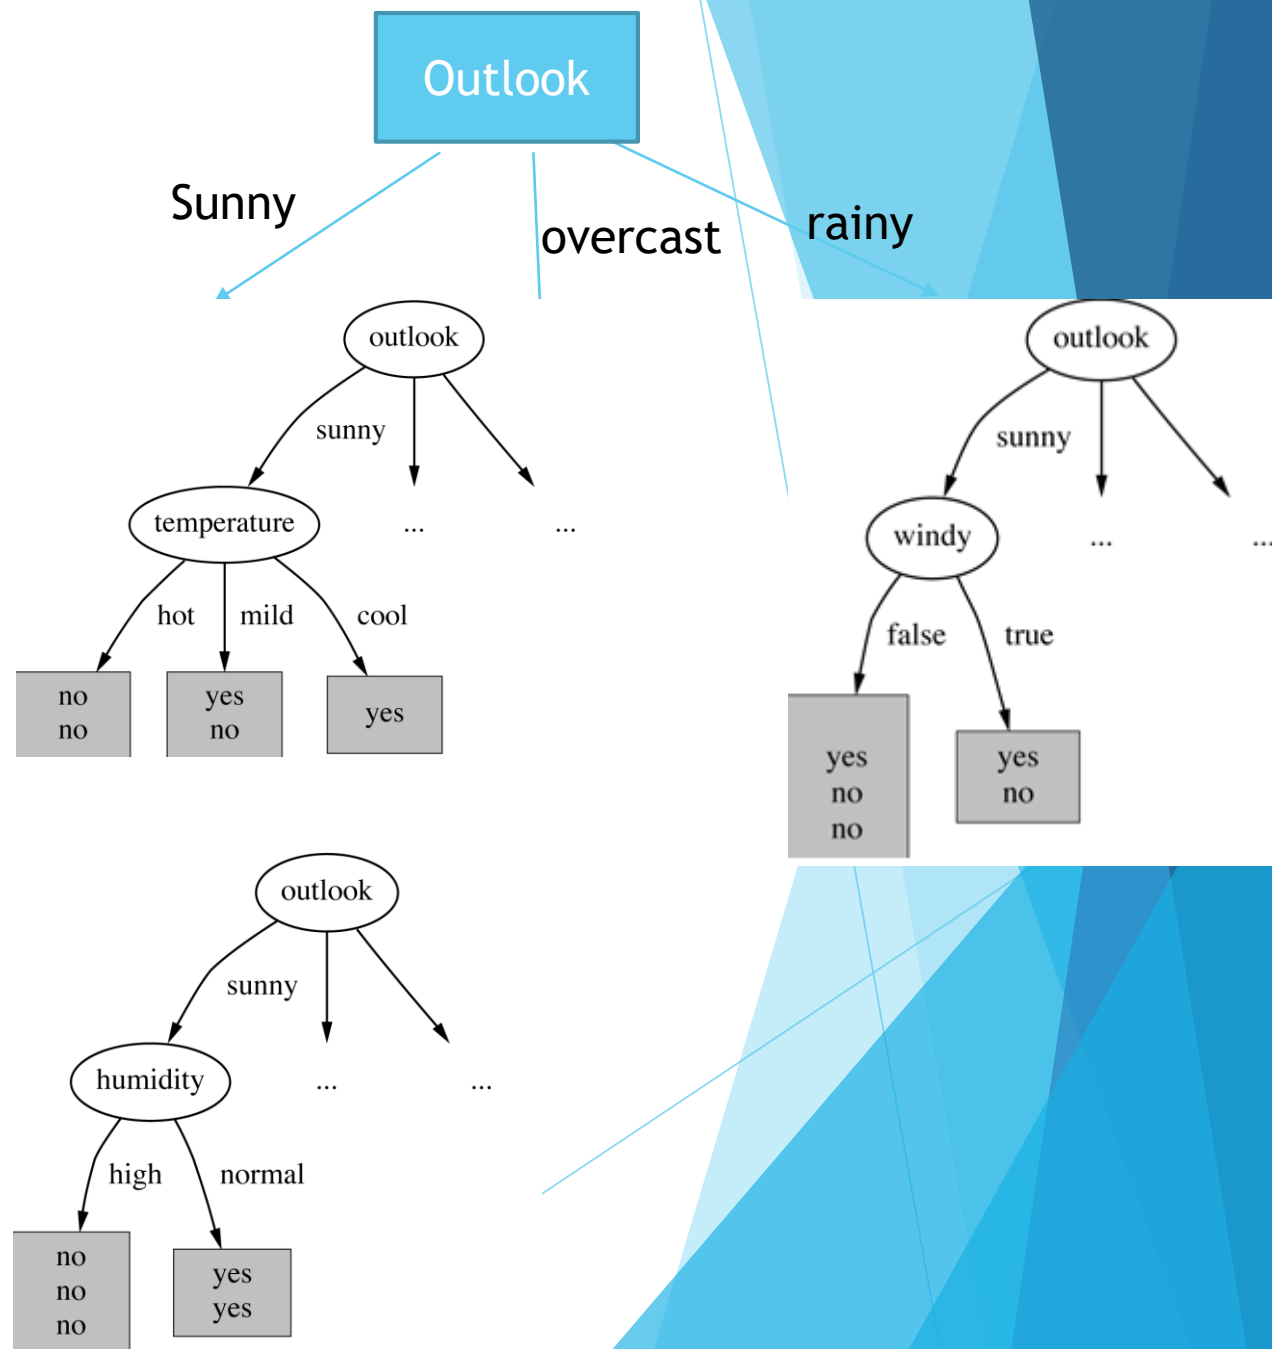 Outlook
Sunny
overcast
rainy
outlook
sunny
temperature
...
...
hot
mild
cool
no
no
yes
no
yes
outlook
sunny
windy
...
...
false
true
yes
no
no
yes
no
outlook
sunny
humidity
...
...
high
normal
no
no
no
yes
yes